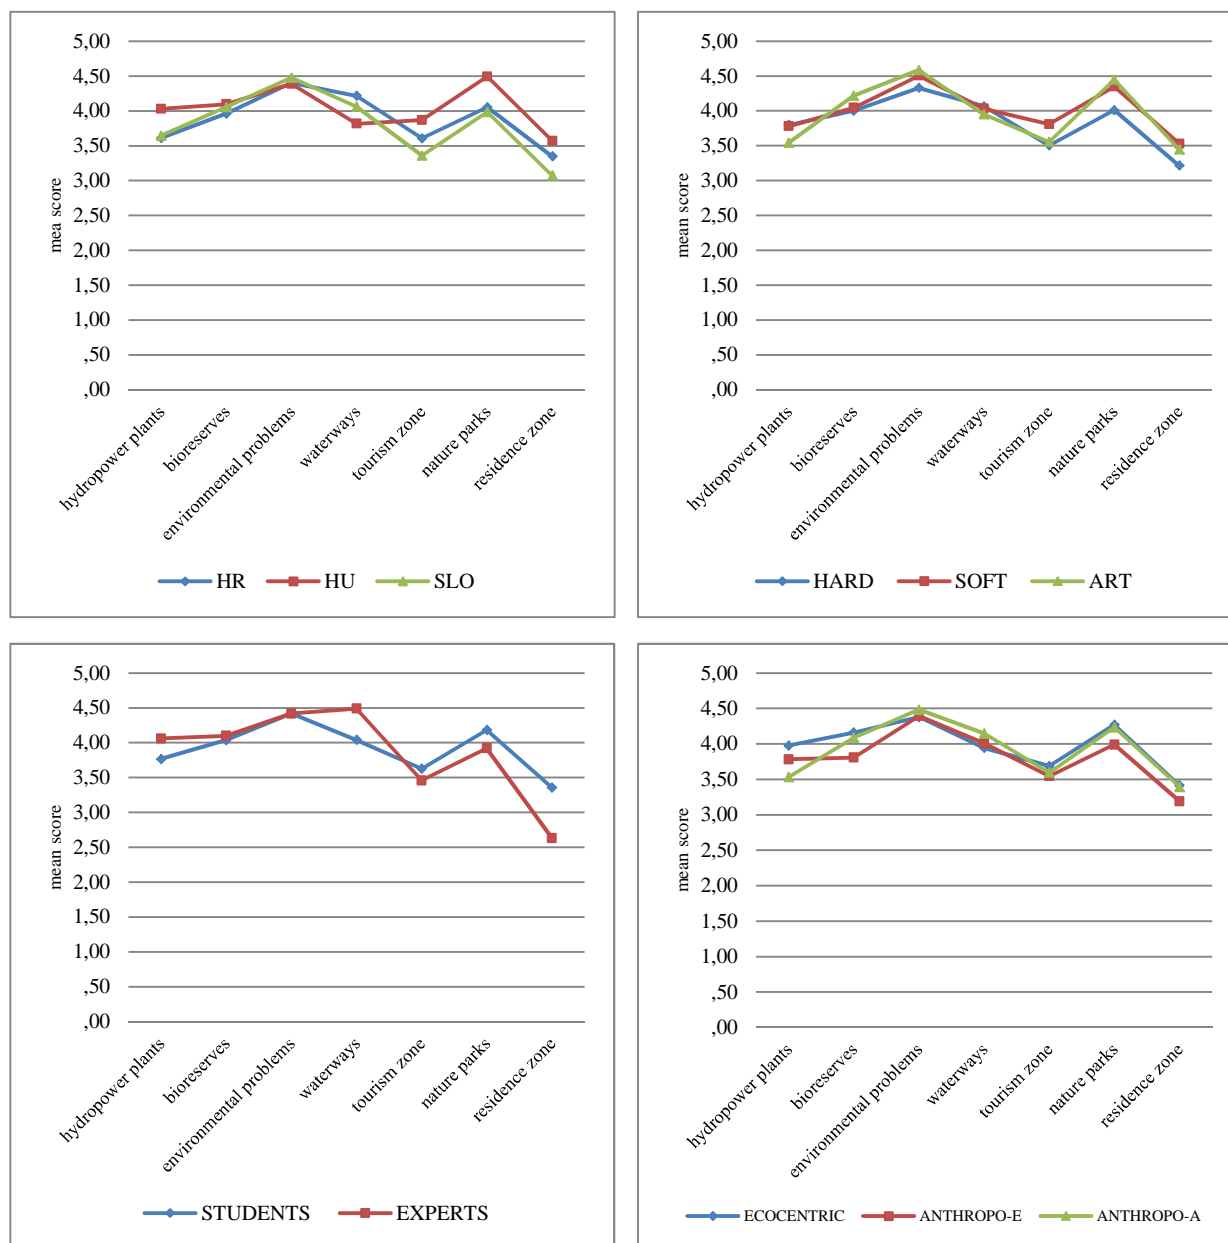 5,00
4,50
4,00
3,50
3,00
2,50
2,00
1,50
1,00
,50
,00
mea score
hydropower plants
bioreserves
environmental problems
waterways
tourism zone
nature parks
residence zone
HR HU SLO
5,00
4,50
4,00
3,50
3,00
2,50
2,00
1,50
1,00
,50
,00
mean score
hydropower plants
bioreserves
environmental problems
waterways
tourism zone
nature parks
residence zone
HARD SOFT ART
5,00
4,50
4,00
3,50
3,00
2,50
2,00
1,50
1,00
,50
,00
mean score
hydropower plants
bioreserves
environmental problems
waterways
tourism zone
nature parks
residence zone
STUDENTS EXPERTS
5,00
4,50
4,00
3,50
3,00
2,50
2,00
1,50
1,00
,50
,00
mean score
hydropower plants
bioreserves
environmental problems
waterways
tourism zone
nature parks
residence zone
ECOCENTRIC ANTHROPO-E ANTHROPO-A